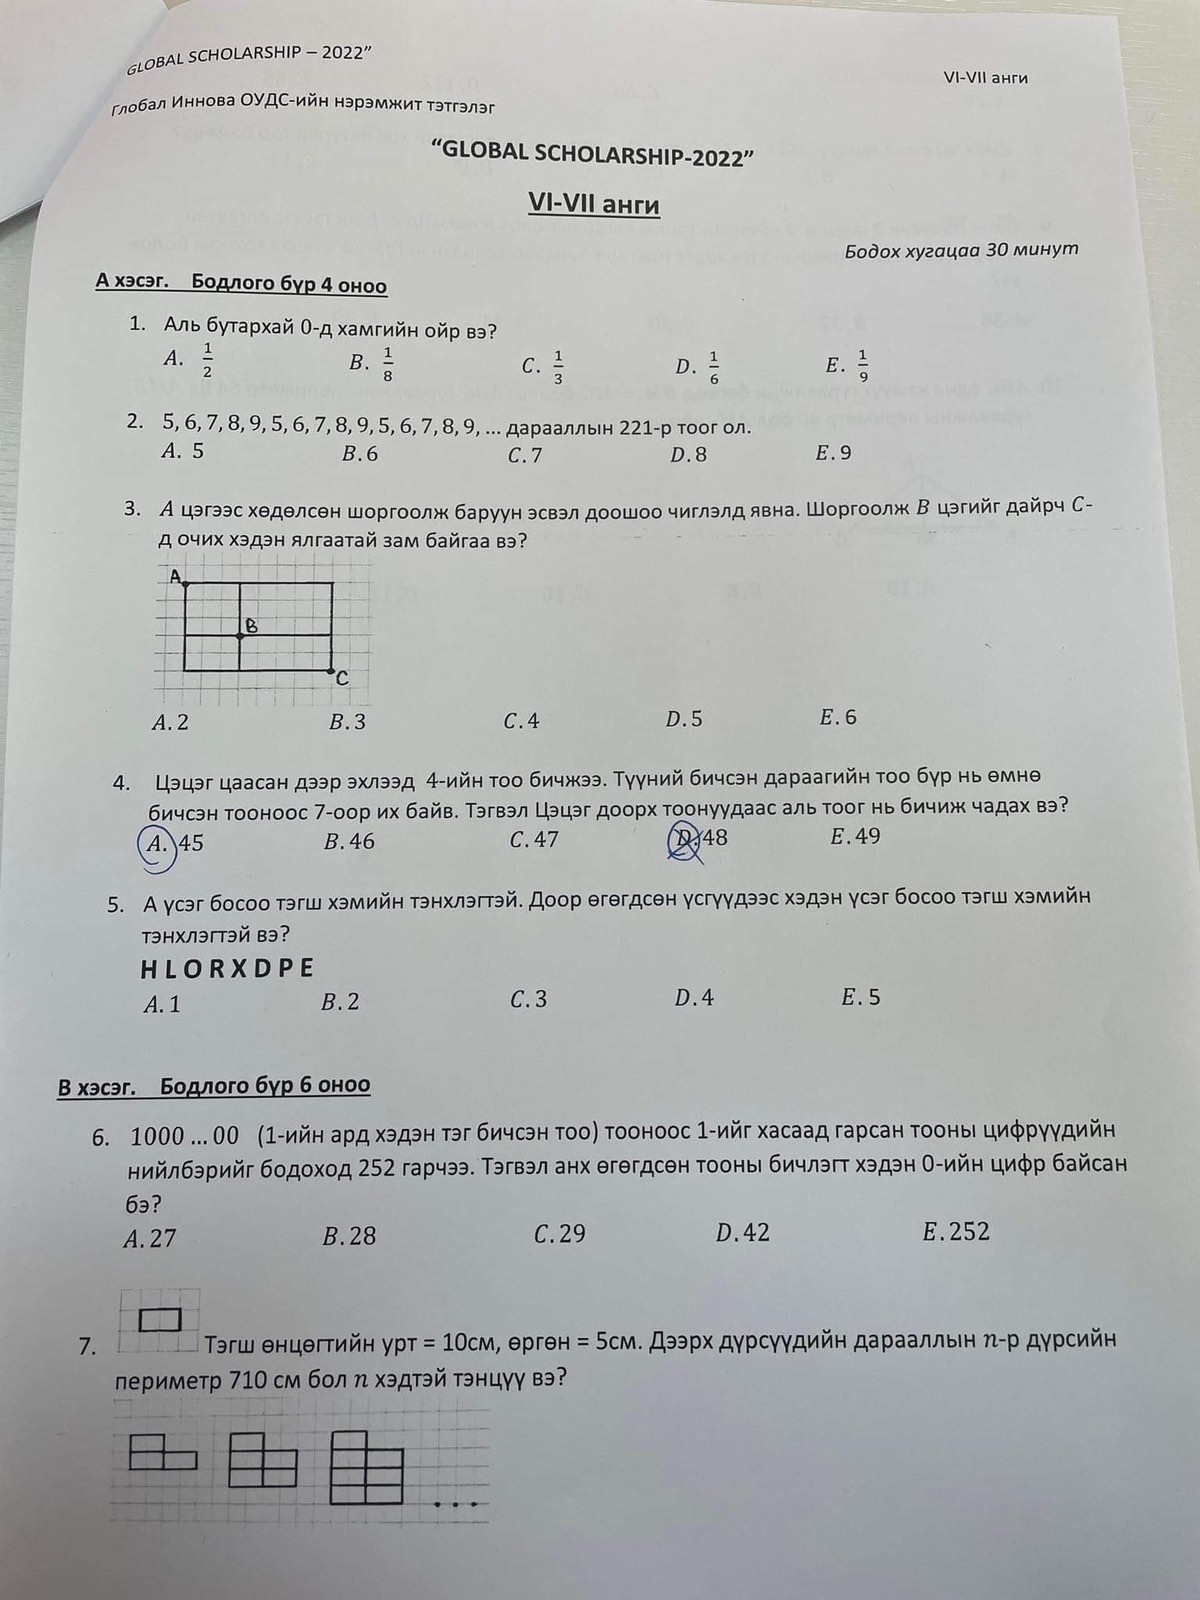 GLOBAL SCHOLARSHIP – 2022”
VI-VII анги
Глобал Иннова ОУДС-ийн нэрэмжит тэтгэлэг
“GLOBAL SCHOLARSHIP-2022”
VI-VII анги
Бодох хугацаа 30 минут
А хэсэг. Бодлого бүр 4 оноо
1. Аль бутархай 0-д хамгийн ойр вэ?
A. 1/2 B. 1/8 C. 1/3 D. 1/6 E. 1/9
2. 5, 6, 7, 8, 9, 5, 6, 7, 8, 9, 5, 6, 7, 8, 9, ... дарааллын 221-р тоог ол.
A. 5 B. 6 C. 7 D. 8 E. 9
3. A цэгээс хөдөлсөн шоргоолж баруун эсвэл доошоо чиглэлд явна. Шоргоолж B цэгийг дайрч C-
д очих хэдэн ялгаатай зам байгаа вэ?
A
B
C
A. 2 B. 3 C. 4 D. 5 E. 6
4. Цэцэг цаасан дээр эхлээд 4-ийн тоо бичжээ. Түүний бичсэн дараагийн тоо бүр нь өмнө
бичсэн тооноос 7-оор их байв. Тэгвэл Цэцэг доорх тоонуудаас аль тоог нь бичиж чадах вэ?
A. 45 B. 46 C. 47 D. 48 E. 49
5. А үсэг босоо тэгш хэмийн тэнхлэгтэй. Доор өгөгдсөн үсгүүдээс хэдэн үсэг босоо тэгш хэмийн
тэнхлэгтэй вэ?
H L O R X D P E
A. 1 B. 2 C. 3 D. 4 E. 5
В хэсэг. Бодлого бүр 6 оноо
6. 1000 ... 00 (1-ийн ард хэдэн тэг бичсэн тоо) тооноос 1-ийг хасаад гарсан тооны цифрүүдийн
нийлбэрийг бодоход 252 гарчээ. Тэгвэл анх өгөгдсөн тооны бичлэгт хэдэн 0-ийн цифр байсан
бэ?
A. 27 B. 28 C. 29 D. 42 E. 252
7. Тэгш өнцөгтийн урт = 10см, өргөн = 5см. Дээрх дүрсүүдийн дарааллын n-р дүрсийн
периметр 710 см бол n хэдтэй тэнцүү вэ?
...